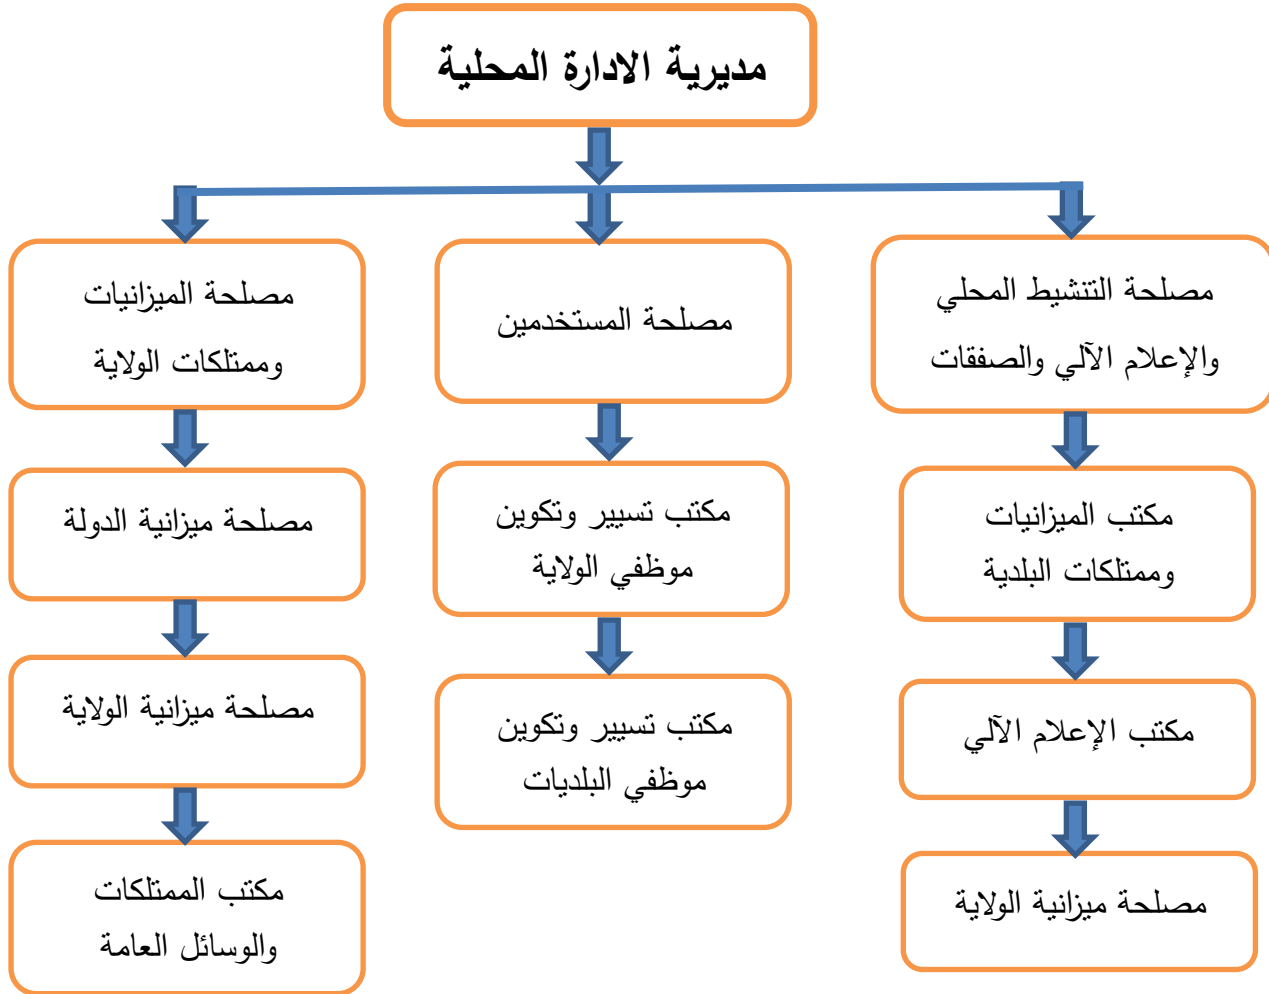 مديرية الادارة المحلية
مصلحة التنشيط المحلي
والإعلام الآلي والصفقات
مصلحة المستخدمين
مصلحة الميزانيات
وممتلكات الولاية
مكتب الميزانيات
وممتلكات البلدية
مكتب تسيير وتكوين
موظفي الولاية
مصلحة ميزانية الدولة
مكتب الإعلام الآلي
مكتب تسيير وتكوين
موظفي البلديات
مصلحة ميزانية الولاية
مصلحة ميزانية الولاية
مكتب الممتلكات
والوسائل العامة